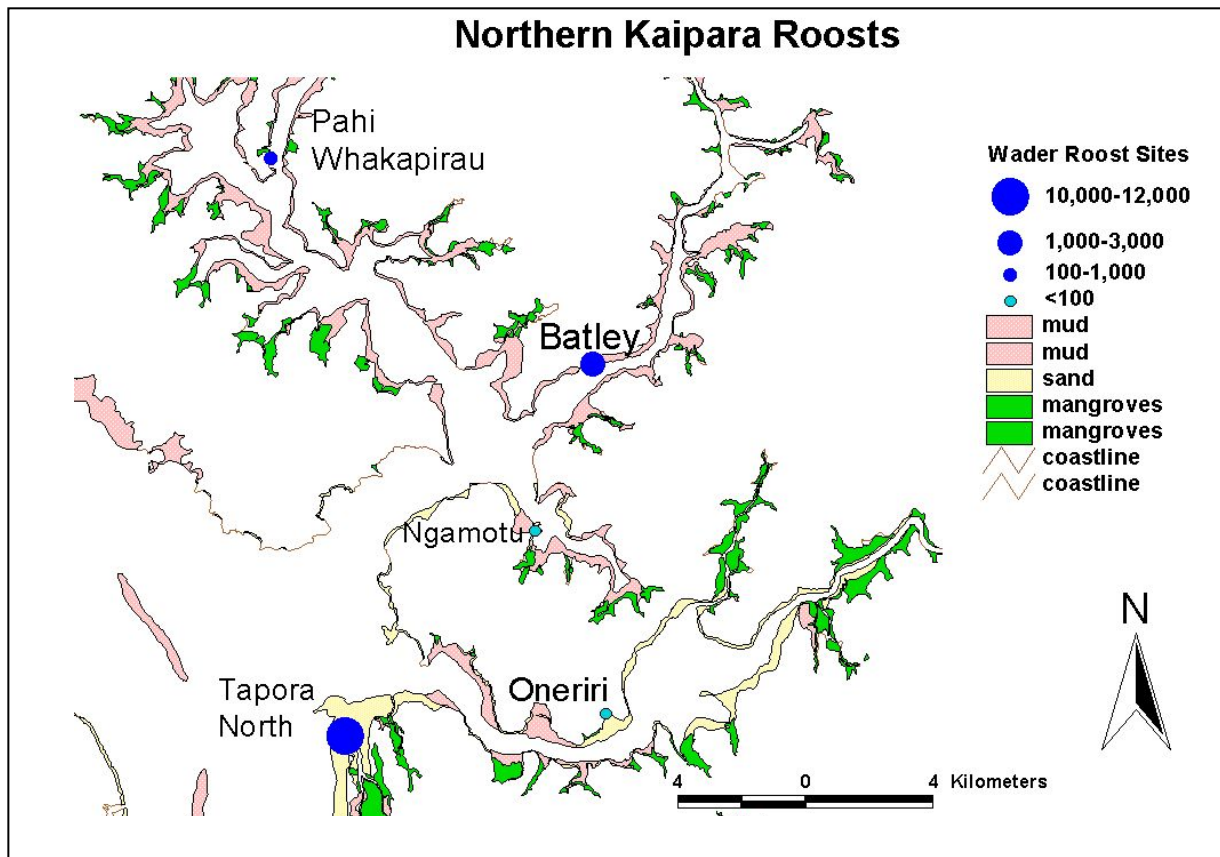 Northern Kaipara Roosts
Pahi
Whakapirau
Batley
Ngamotu
Oneriri
Tapora
North
Wader Roost Sites
10,000-12,000
1,000-3,000
100-1,000
<100
mud
mud
sand
mangroves
mangroves
coastline
coastline
N
4 0 4 Kilometers